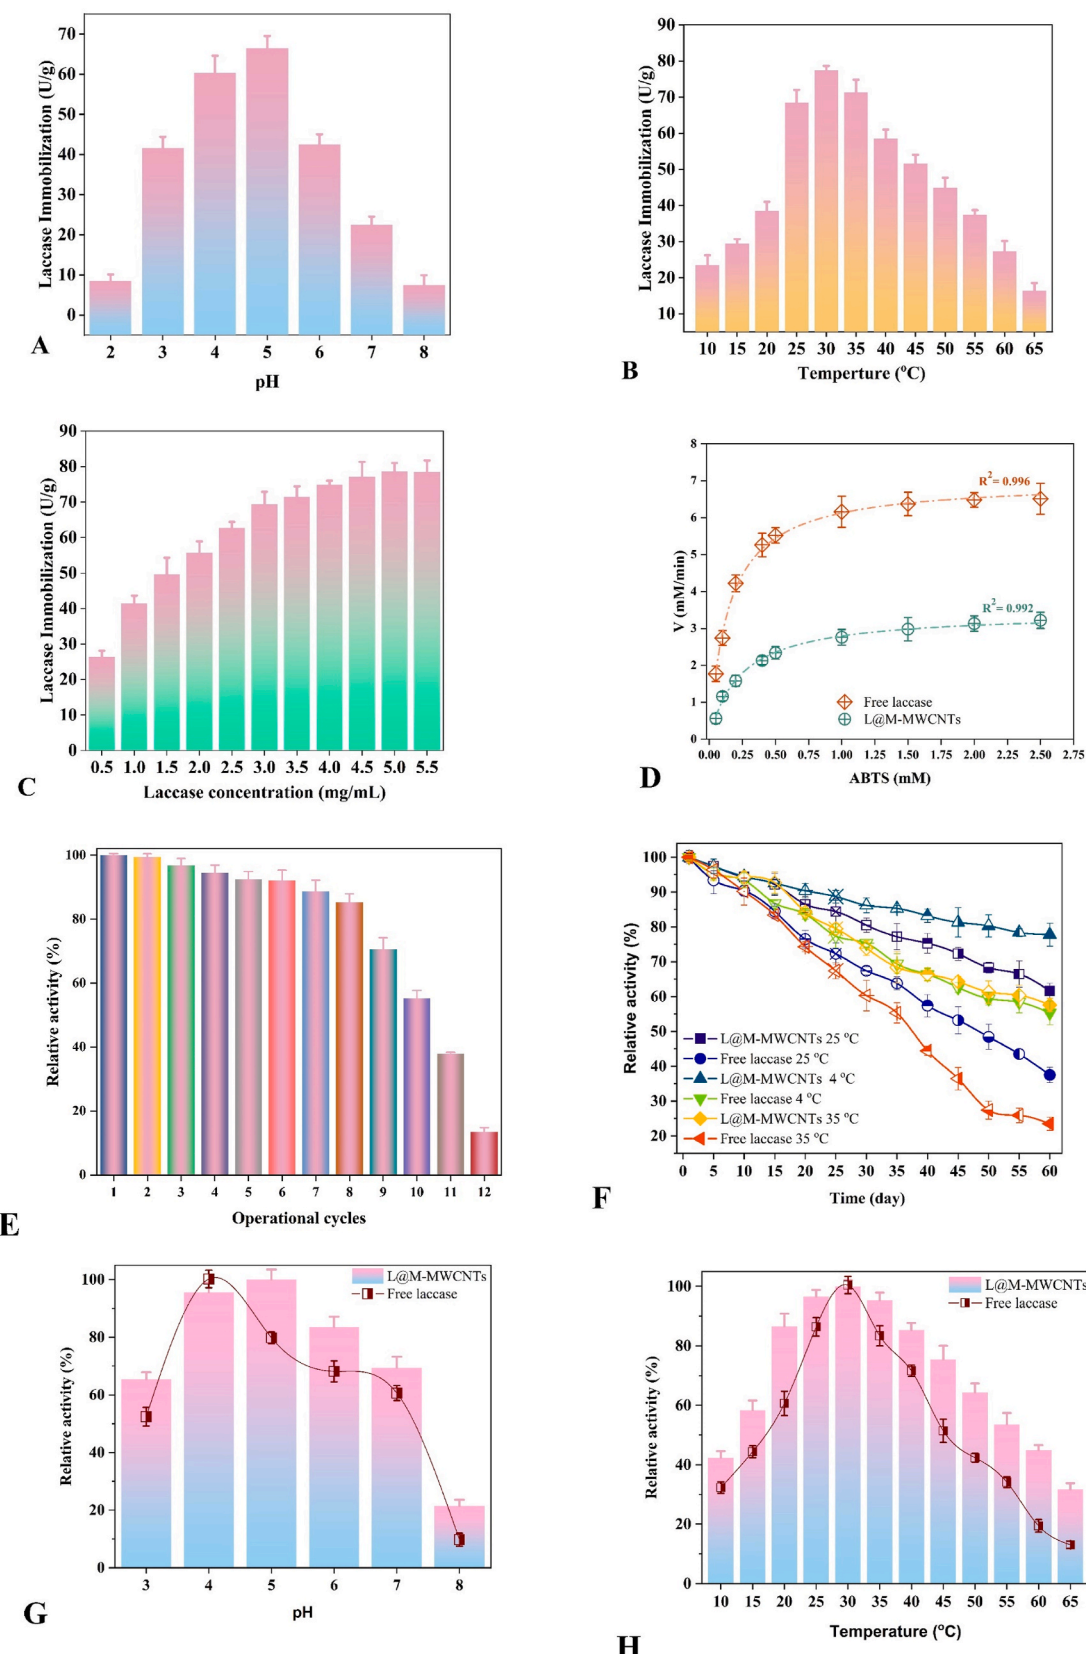 Laccase Immobilization (U/g)
70
60
50
40
30
20
10
0
2 3 4 5 6 7 8
pH
A
Laccase Immobilization (U/g)
90
80
70
60
50
40
30
20
10
10 15 20 25 30 35 40 45 50 55 60 65
Temperture (°C)
B
Laccase Immobilization (U/g)
90
80
70
60
50
40
30
20
10
0
0.5 1.0 1.5 2.0 2.5 3.0 3.5 4.0 4.5 5.0 5.5
Laccase concentration (mg/mL)
C
V (mM/min)
8
7
6
5
4
3
2
1
0
R²= 0.996
R²= 0.992
Free laccase
L@M-MWCNTs
0.00 0.25 0.50 0.75 1.00 1.25 1.50 1.75 2.00 2.25 2.50 2.75
ABTS (mM)
D
Relative activity (%)
100
80
60
40
20
0
1 2 3 4 5 6 7 8 9 10 11 12
Operational cycles
E
Relative activity (%)
100
90
80
70
60
50
40
30
20
L@M-MWCNTs 25 °C
Free laccase 25 °C
L@M-MWCNTs 4 °C
Free laccase 4 °C
L@M-MWCNTs 35 °C
Free laccase 35 °C
0 5 10 15 20 25 30 35 40 45 50 55 60
Time (day)
F
Relative activity (%)
100
80
60
40
20
10
0
L@M-MWCNTs
Free laccase
3 4 5 6 7 8
pH
G
Relative activity (%)
100
80
60
40
20
0
L@M-MWCNTs
Free laccase
10 15 20 25 30 35 40 45 50 55 60 65
Temperature (°C)
H